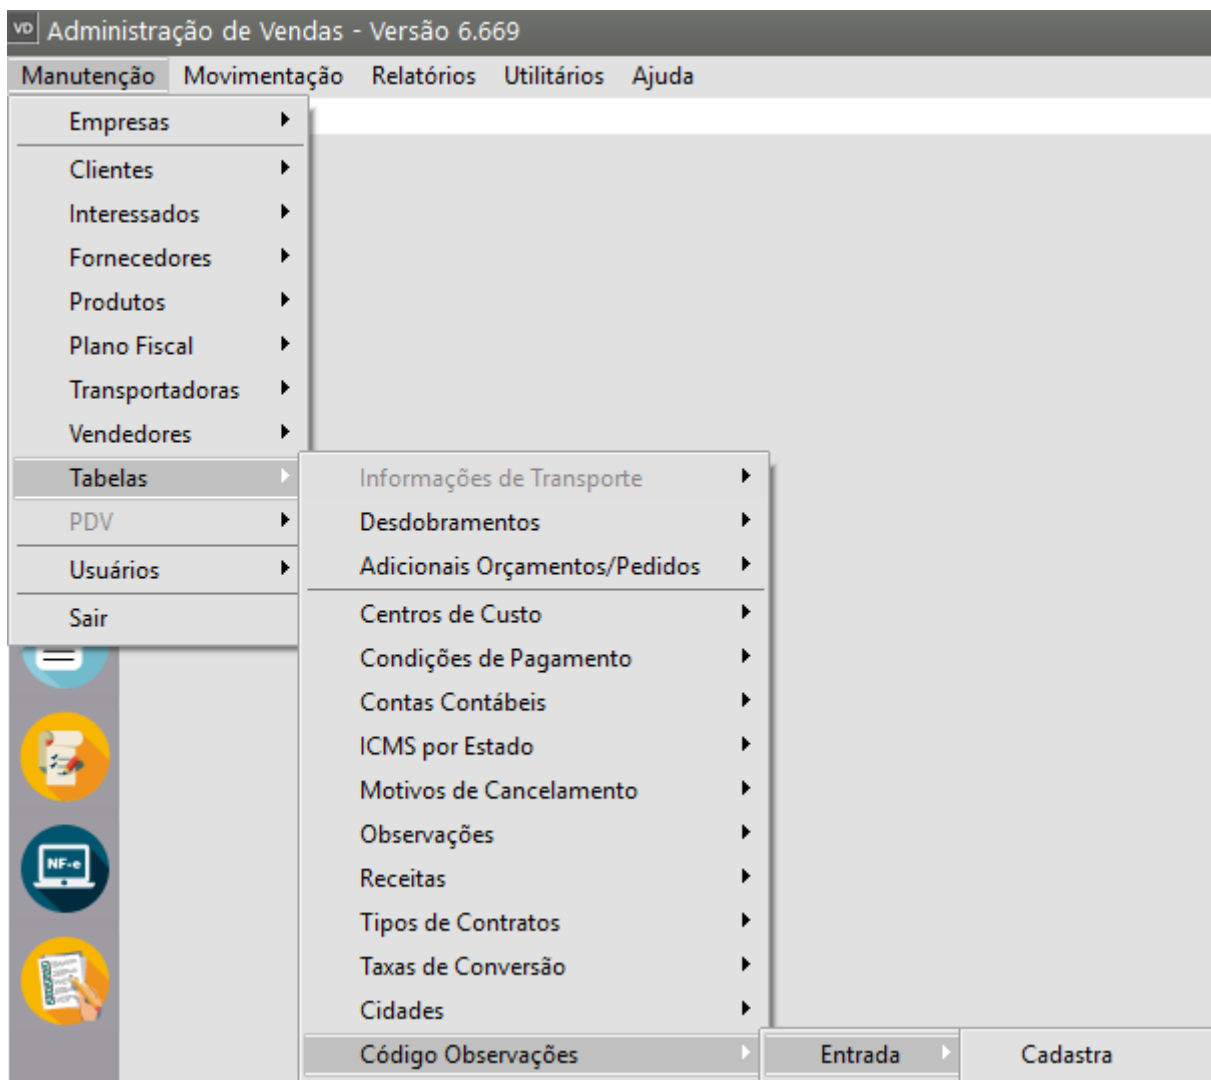 VD Administração de Vendas - Versão 6.669
Manutenção Movimentação Relatórios Utilitários Ajuda
Empresas
Clientes
Interessados
Fornecedores
Produtos
Plano Fiscal
Transportadoras
Vendedores
Tabelas
PDV
Usuários
Sair
Informações de Transporte
Desdobramentos
Adicionais Orçamentos/Pedidos
Centros de Custo
Condições de Pagamento
Contas Contábeis
ICMS por Estado
Motivos de Cancelamento
Observações
Receitas
Tipos de Contratos
Taxas de Conversão
Cidades
Código Observações
Entrada
Cadastra
NF-e